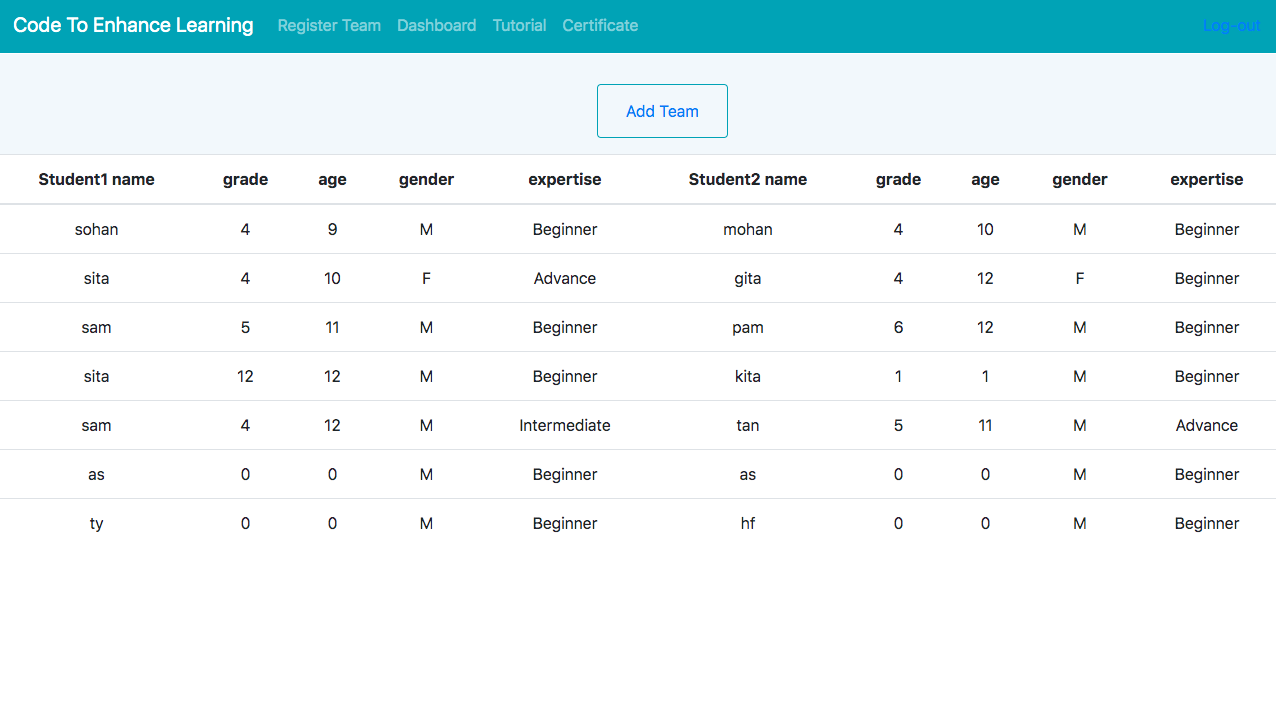 Code To Enhance Learning Register Team Dashboard Tutorial Certificate Log-out
Add Team
Student1 name grade age gender expertise Student2 name grade age gender expertise
sohan 4 9 M Beginner mohan 4 10 M Beginner
sita 4 10 F Advance gita 4 12 F Beginner
sam 5 11 M Beginner pam 6 12 M Beginner
sita 12 12 M Beginner kita 1 1 M Beginner
sam 4 12 M Intermediate tan 5 11 M Advance
as 0 0 M Beginner as 0 0 M Beginner
ty 0 0 M Beginner hf 0 0 M Beginner